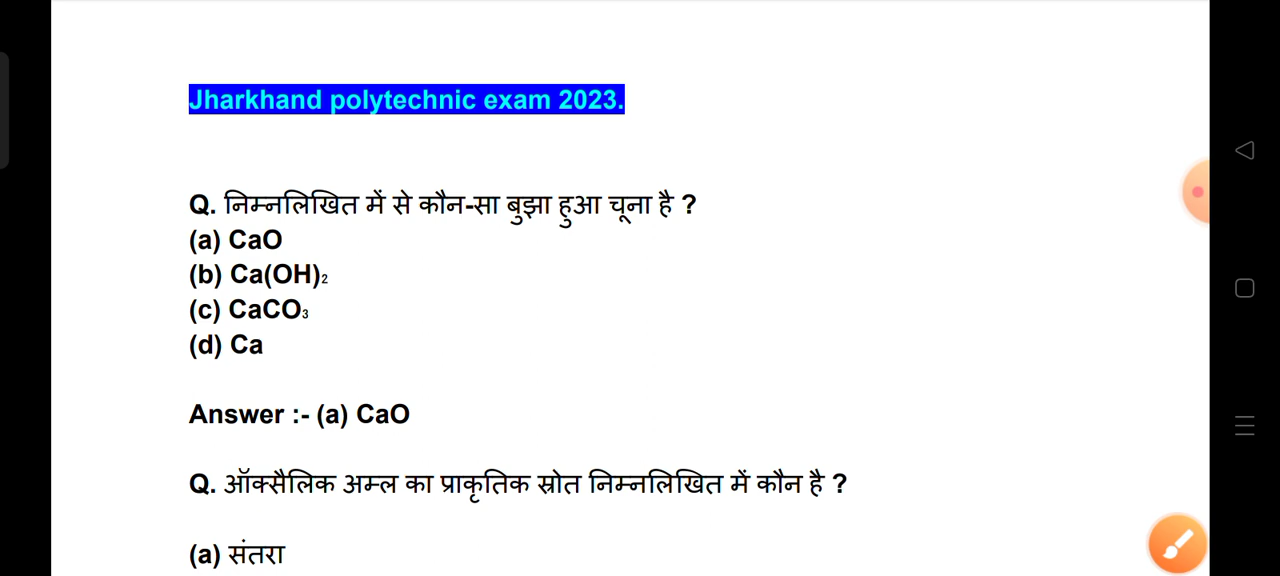 Jharkhand polytechnic exam 2023.
Q. निम्नलिखित में से कौन-सा बुझा हुआ चूना है ?
(a) CaO
(b) Ca(OH)₂
(c) CaCO₃
(d) Ca
Answer :- (a) CaO
Q. ऑक्सैलिक अम्ल का प्राकृतिक स्रोत निम्नलिखित में कौन है ?
(a) संतरा